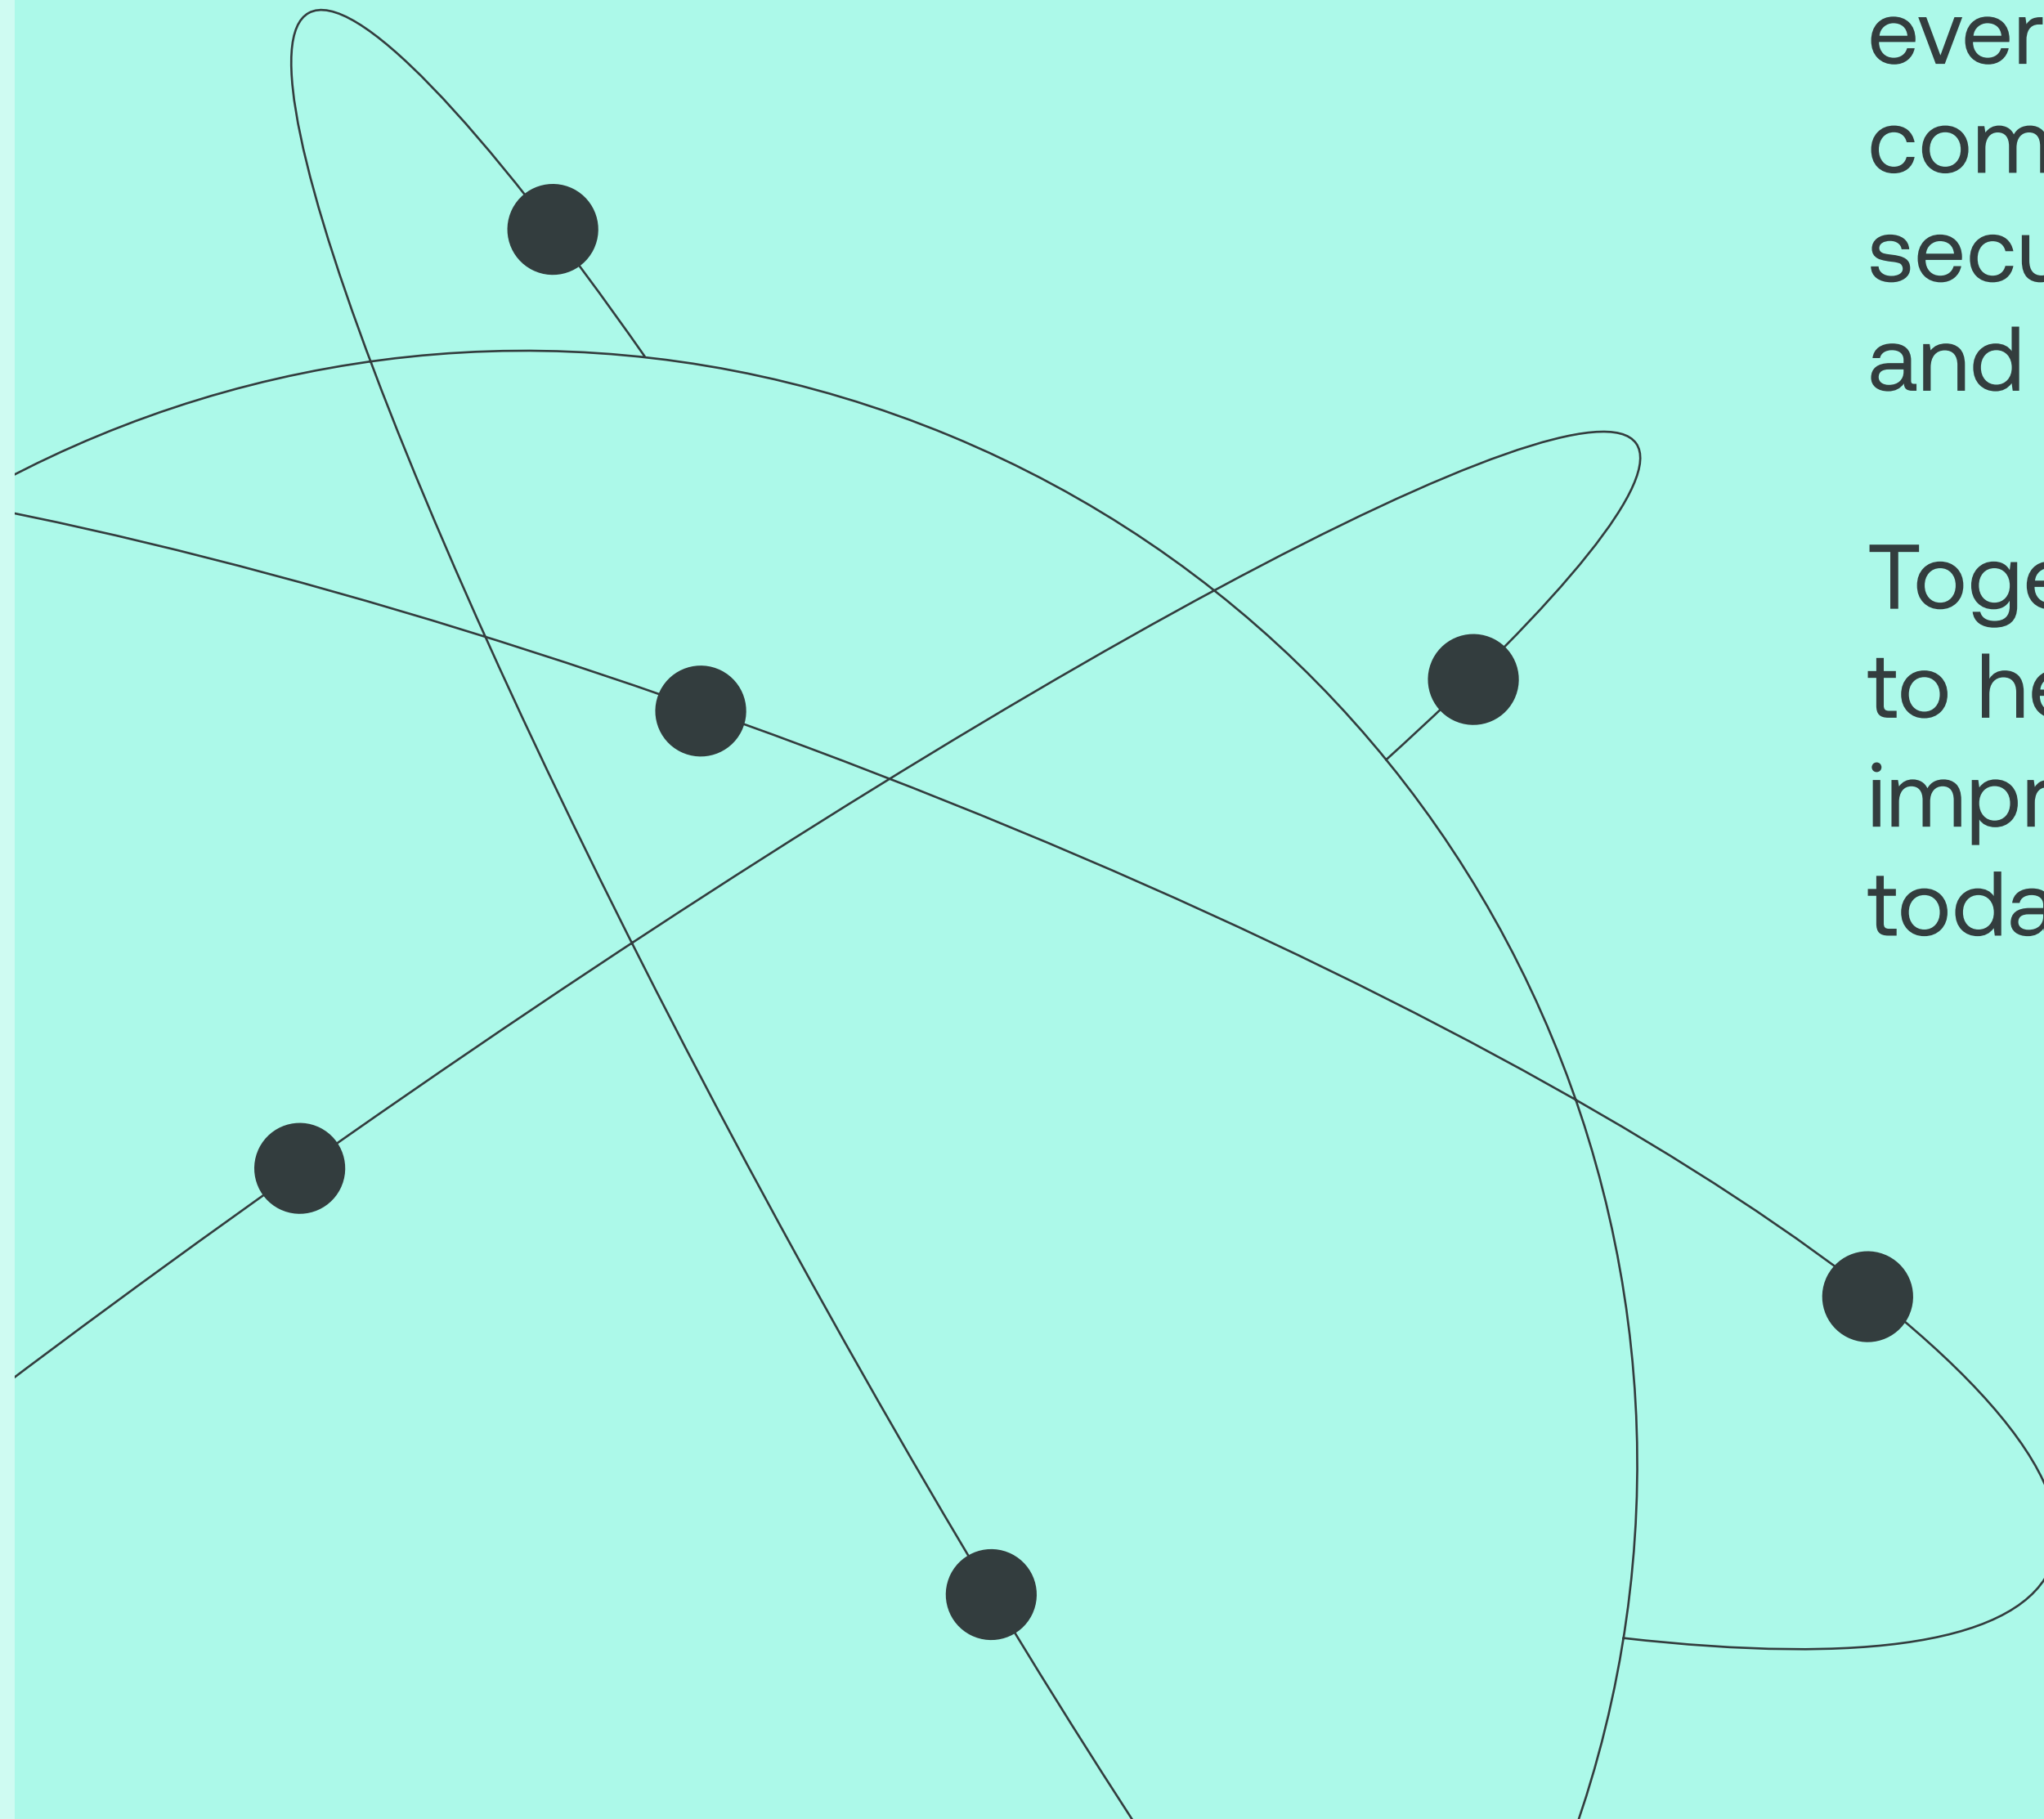 ever
com
secu
and
Toge
to he
impr
toda